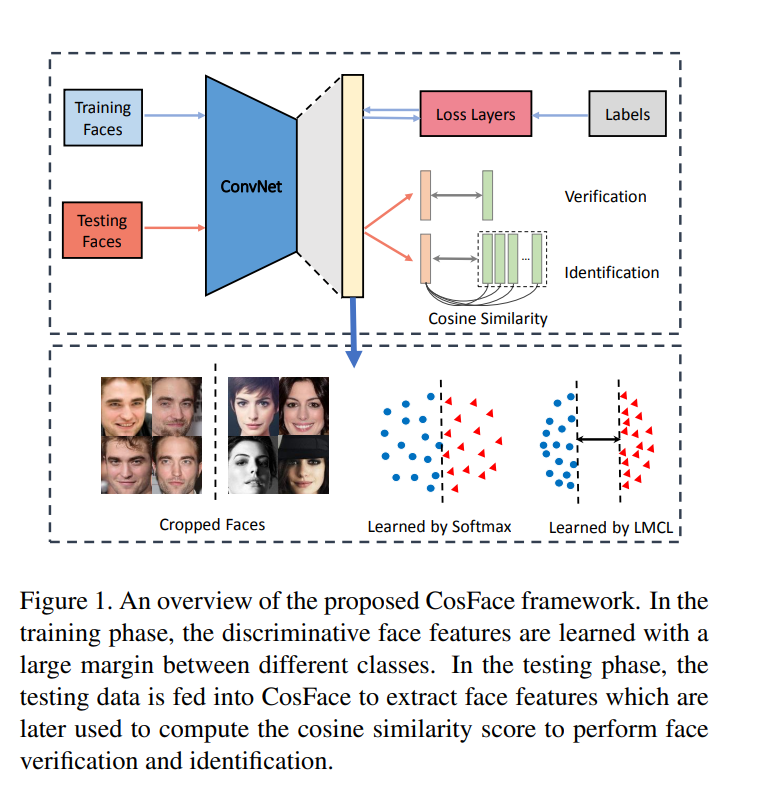 Training
Faces
ConvNet
Loss Layers
Labels
Testing
Faces
Verification
...
Identification
Cosine Similarity
Cropped Faces
Learned by Softmax
Learned by LMCL
Figure 1. An overview of the proposed CosFace framework. In the
training phase, the discriminative face features are learned with a
large margin between different classes. In the testing phase, the
testing data is fed into CosFace to extract face features which are
later used to compute the cosine similarity score to perform face
verification and identification.